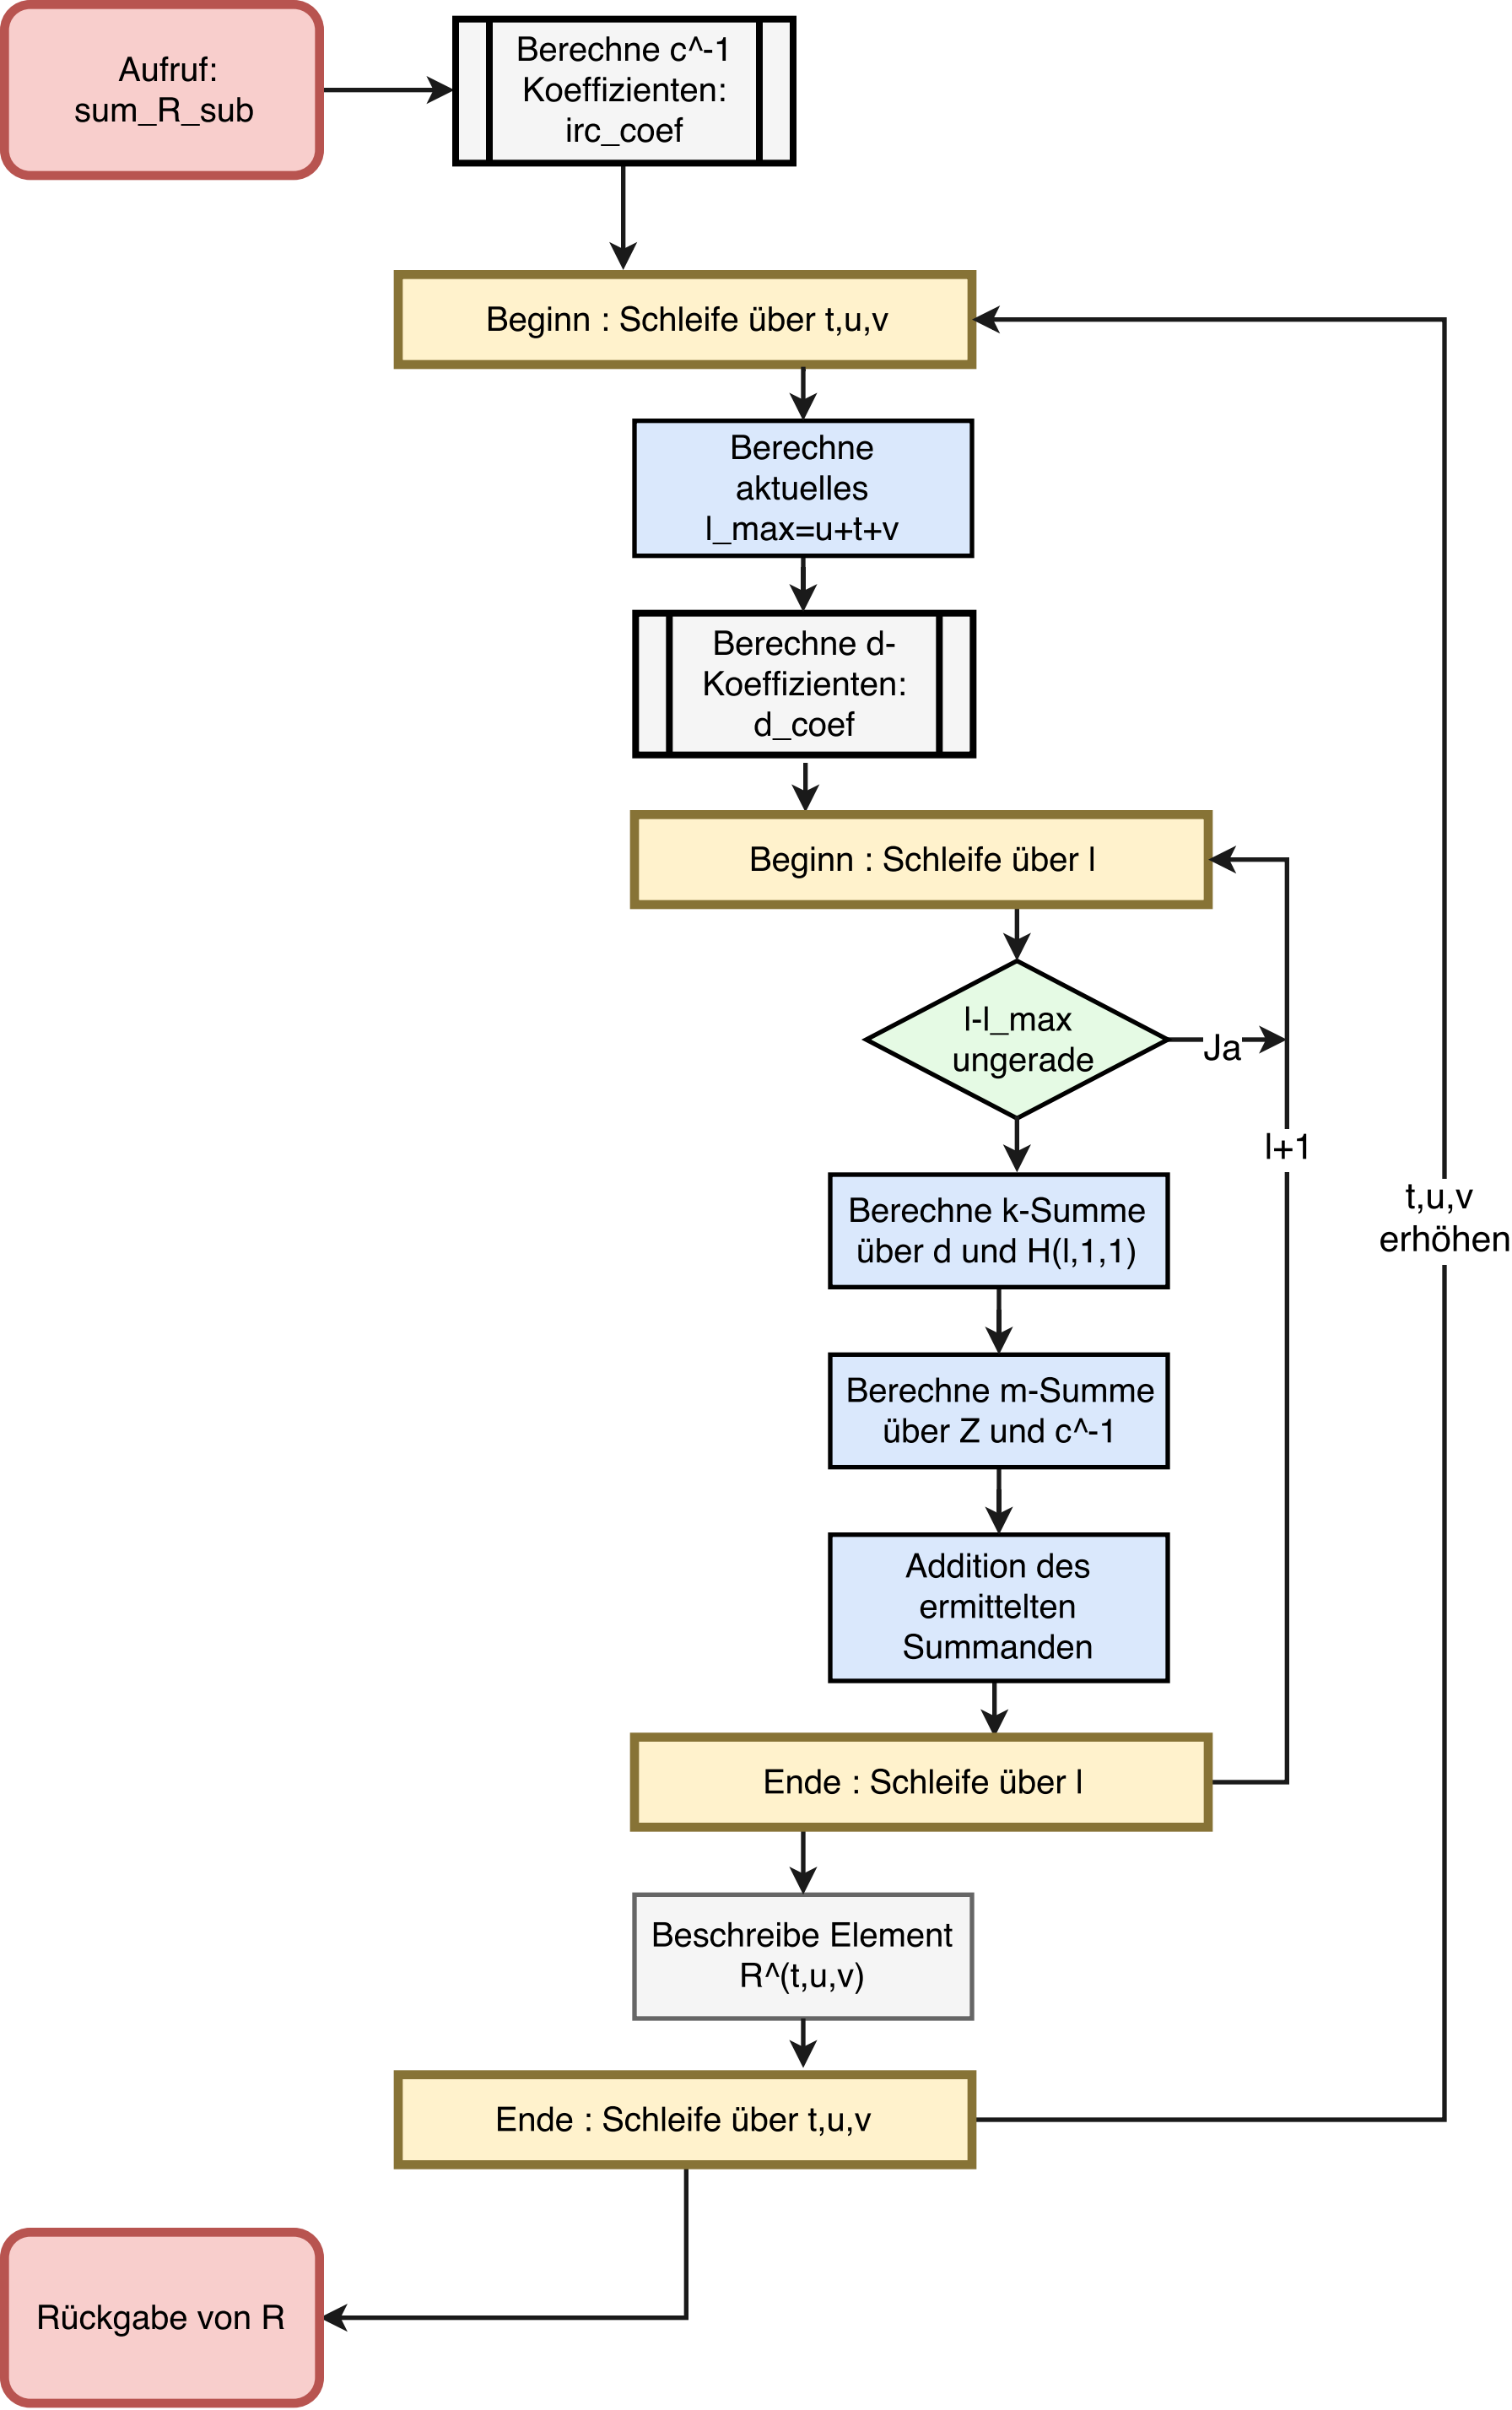 Aufruf:
sum_R_sub
Berechne c^-1
Koeffizienten:
irc_coef
Beginn : Schleife über t,u,v
Berechne
aktuelles
l_max=u+t+v
Berechne d-
Koeffizienten:
d_coef
Beginn : Schleife über l
l-l_max
ungerade
Ja
l+1
t,u,v
erhöhen
Berechne k-Summe
über d und H(l,1,1)
Berechne m-Summe
über Z und c^-1
Addition des
ermittelten
Summanden
Ende : Schleife über l
Beschreibe Element
R^(t,u,v)
Ende : Schleife über t,u,v
Rückgabe von R